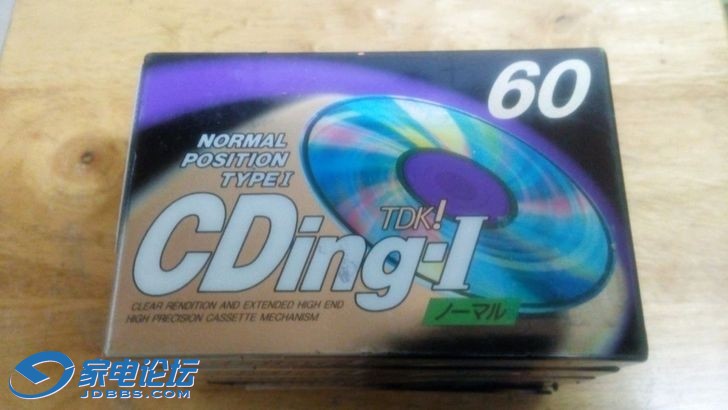 60
NORMAL
POSITION
TYPE I
TDK!
CDing-I
CLEAR RENDITION AND EXTENDED HIGH END
HIGH PRECISION CASSETTE MECHANISM
ノーマル
家电论坛
JDBBS.COM